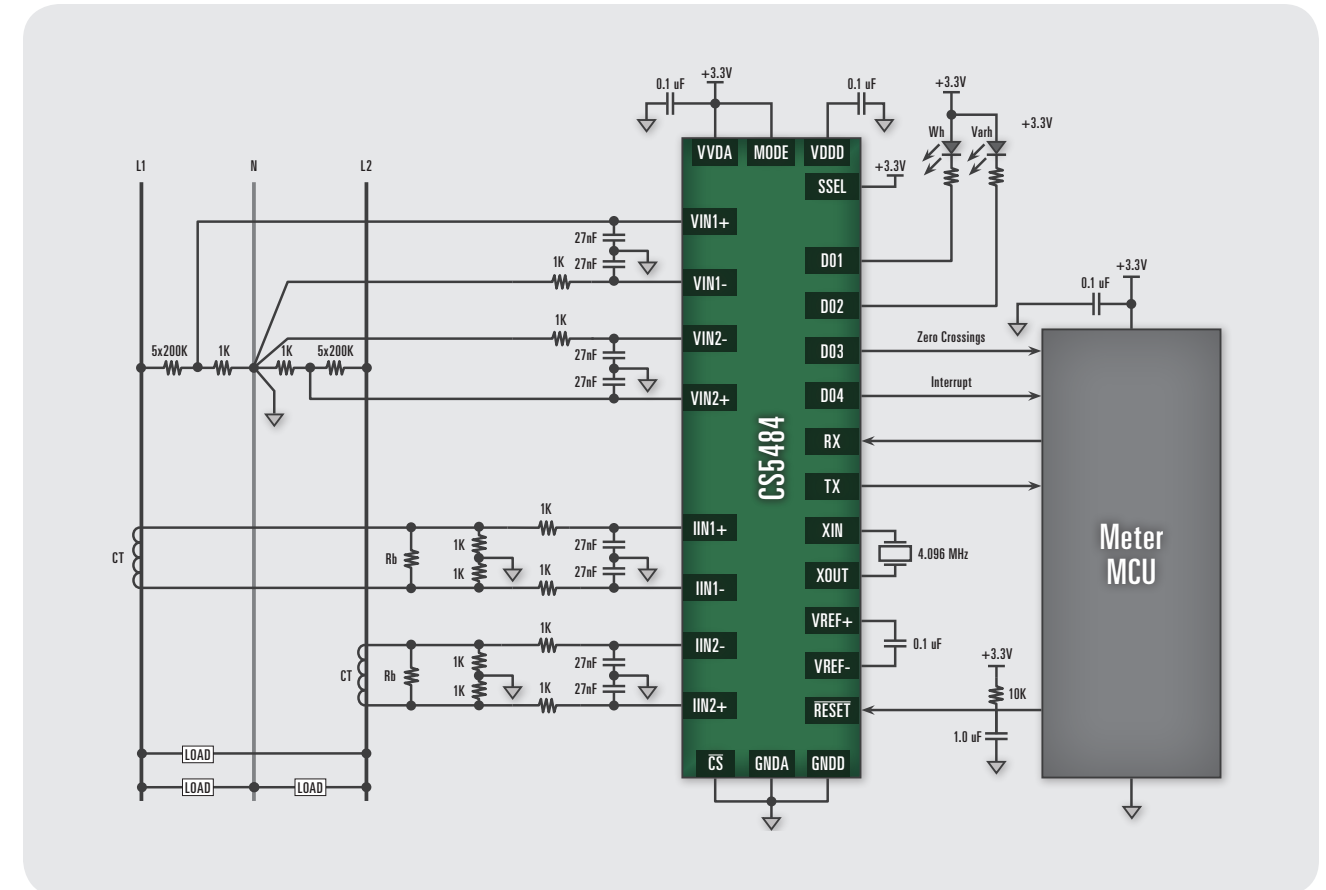 0.1 uF
+3.3V
0.1 uF
+3.3V
Wh
Varh
+3.3V
L1
N
L2
VVDA
MODE
VDDD
SSEL
+3.3V
VIN1+
27nF
27nF
1K
VIN1-
D01
D02
+3.3V
0.1 uF
1K
VIN2-
27nF
27nF
VIN2+
5x200K
1K
1K
5x200K
D03
Zero Crossings
D04
Interrupt
RX
TX
CS5484
Meter
MCU
CT
Rb
1K
1K
1K
1K
27nF
27nF
IIN1+
IIN1-
XIN
XOUT
4.096 MHz
CT
Rb
1K
1K
1K
1K
27nF
27nF
IIN2-
IIN2+
VREF+
VREF-
0.1 uF
+3.3V
10K
RESET
1.0 uF
LOAD
LOAD
LOAD
CS
GNDA
GNDD